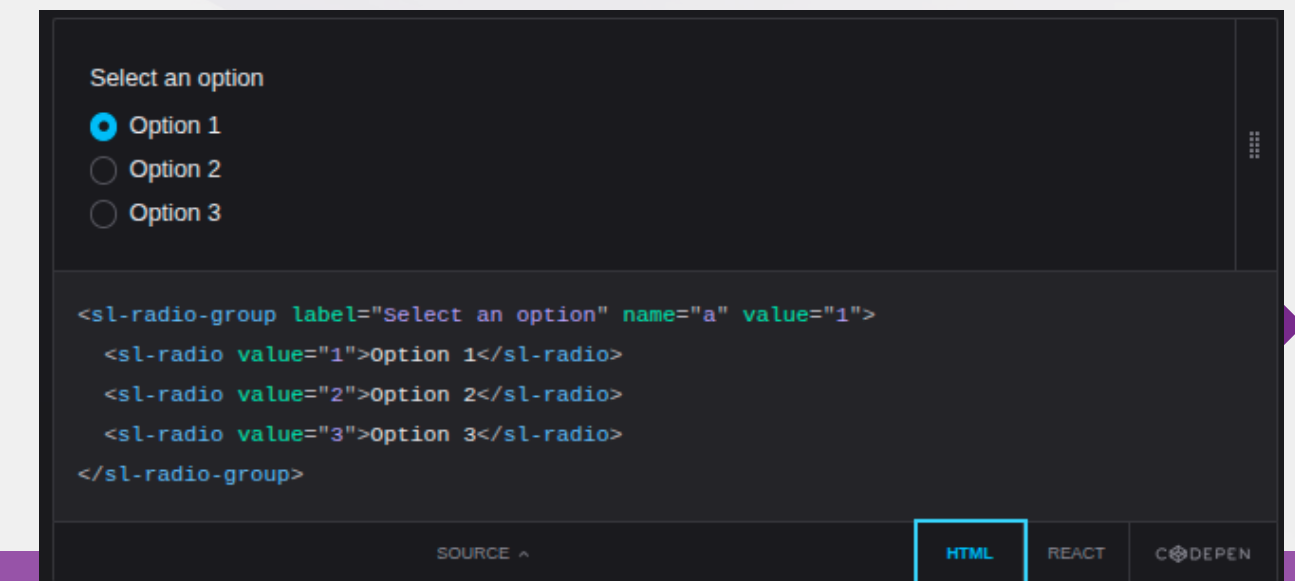 Select an option
Option 1
Option 2
Option 3
<sl-radio-group label="Select an option" name="a" value="1">
  <sl-radio value="1">Option 1</sl-radio>
  <sl-radio value="2">Option 2</sl-radio>
  <sl-radio value="3">Option 3</sl-radio>
</sl-radio-group>
SOURCE HTML REACT CODEPEN